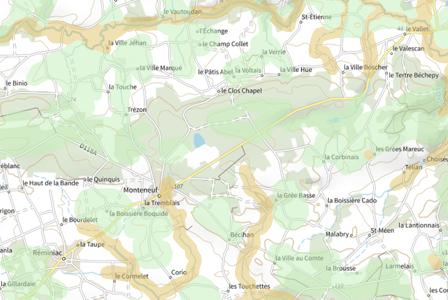 le Vautoudan
St-Étienne
l'Échange
le Vallet
la Ville Jéhan
le Champ Collet
le Valescan
la Verrie
la Ville Marqué
le Pâtis Abel
la Voltais
la Ville Hue
la Ville Boscher
le Tertre Béchepy
le Binio
la Touche
le Clos Chapel
Trézon
D118A
les Grées Mareuc
la Corbinais
Telian
le Haut de la Bande
le Quinquis
Monteneuf
la Tremblais
la Grée Basse
la Boissière Cado
la Boissière Boquidé
le Bourdelet
Béchan
Malabry
St-Méen
la Lantionnais
la Taupe
Réminiac
la Ville au Comte
la Brousse
Larmelais
le Cormelet
Corio
la Gillardaie
les Touchettes